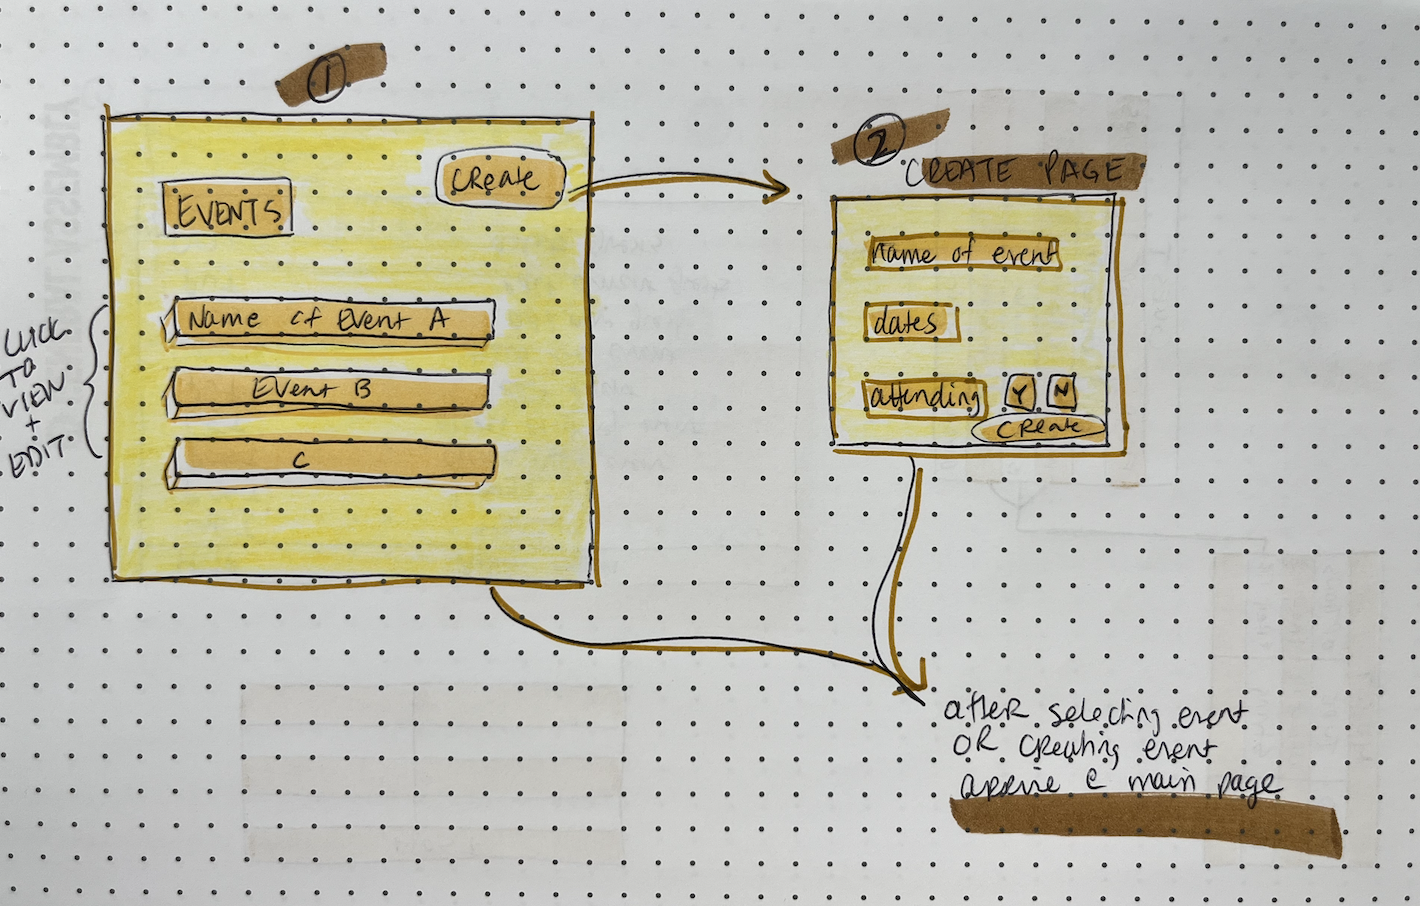 1
EVENTS
Create
Name of Event A
Event B
C
CLICK
TO
VIEW
+
EDIT
2
CREATE PAGE
Name of event
dates
attending
Y
N
Create
after selecting event
OR creating event
arrive @ main page